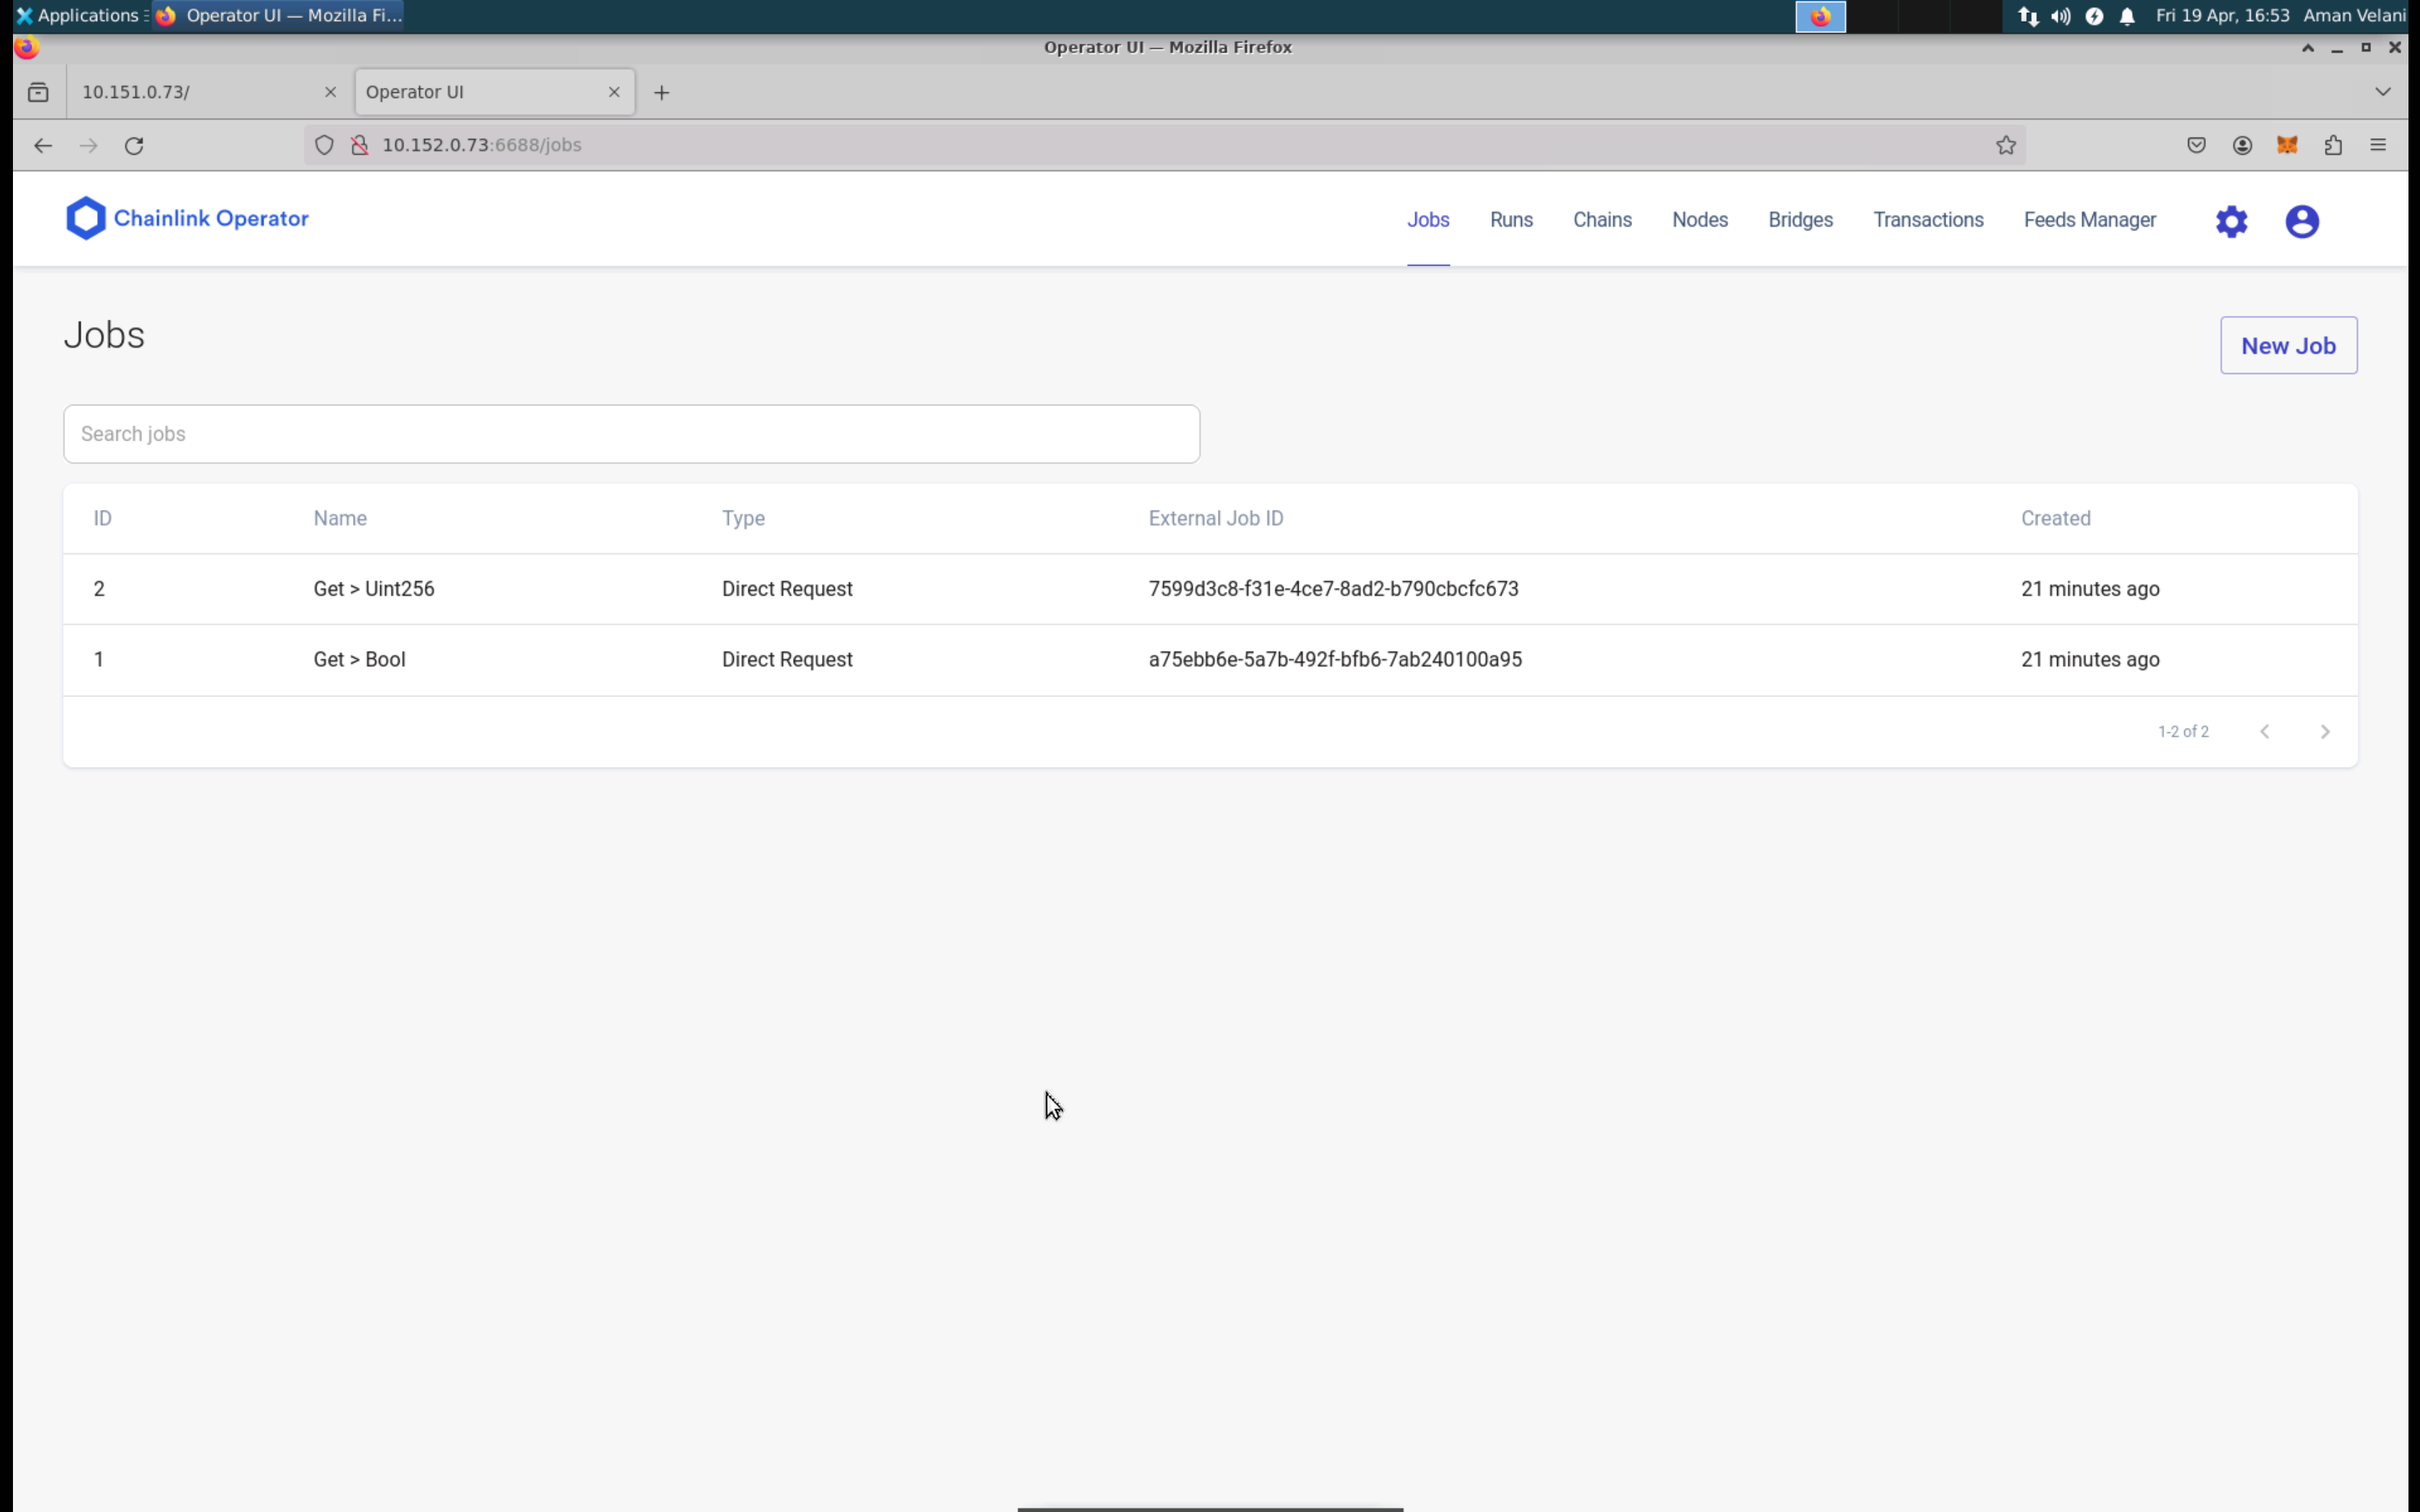 Applications Operator UI — Mozilla Fi... Fri 19 Apr, 16:53 Aman Velani
Operator UI — Mozilla Firefox
10.151.0.73/ Operator UI
10.152.0.73:6688/jobs
Chainlink Operator Jobs Runs Chains Nodes Bridges Transactions Feeds Manager
Jobs
New Job
Search jobs
ID Name Type External Job ID Created
2 Get > Uint256 Direct Request 7599d3c8-f31e-4ce7-8ad2-b790cbcfc673 21 minutes ago
1 Get > Bool Direct Request a75ebb6e-5a7b-492f-bfb6-7ab240100a95 21 minutes ago
1-2 of 2